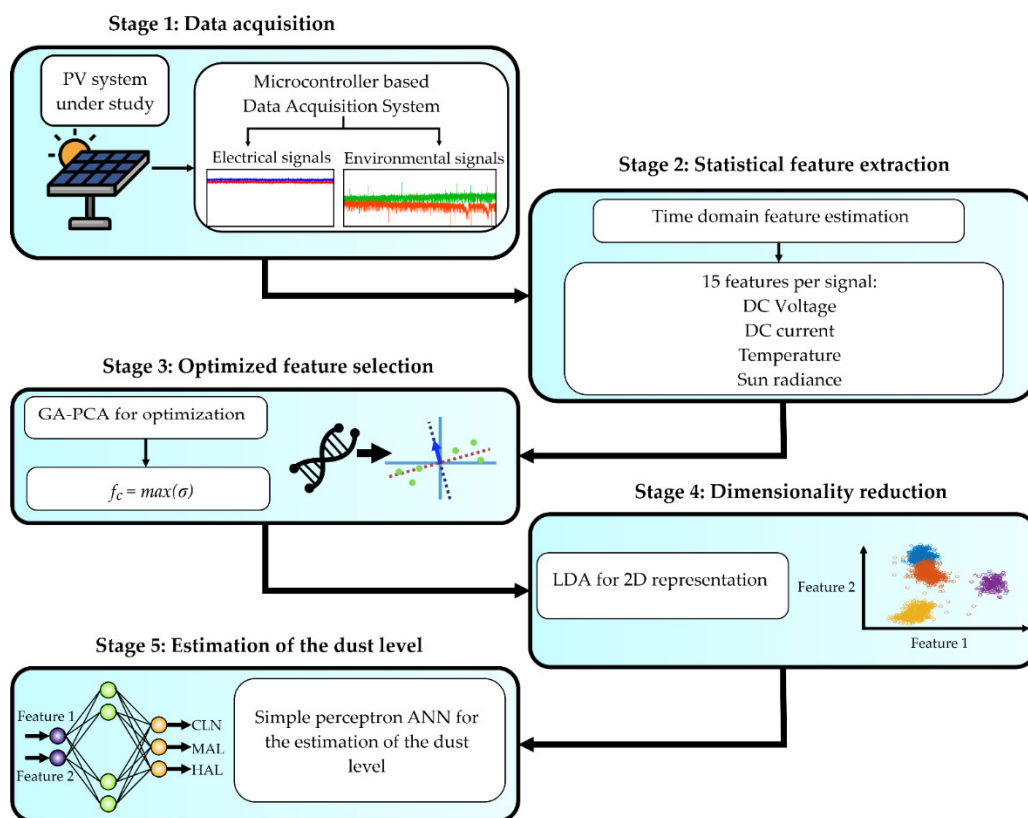 Stage 1: Data acquisition
PV system
under study
Microcontroller based
Data Acquisition System
Electrical signals
Environmental signals
Stage 2: Statistical feature extraction
Time domain feature estimation
15 features per signal:
DC Voltage
DC current
Temperature
Sun radiance
Stage 3: Optimized feature selection
GA-PCA for optimization
f_c = max(σ)
Stage 4: Dimensionality reduction
LDA for 2D representation
Feature 2
Feature 1
Stage 5: Estimation of the dust level
Feature 1
Feature 2
CLN
MAL
HAL
Simple perceptron ANN for
the estimation of the dust
level